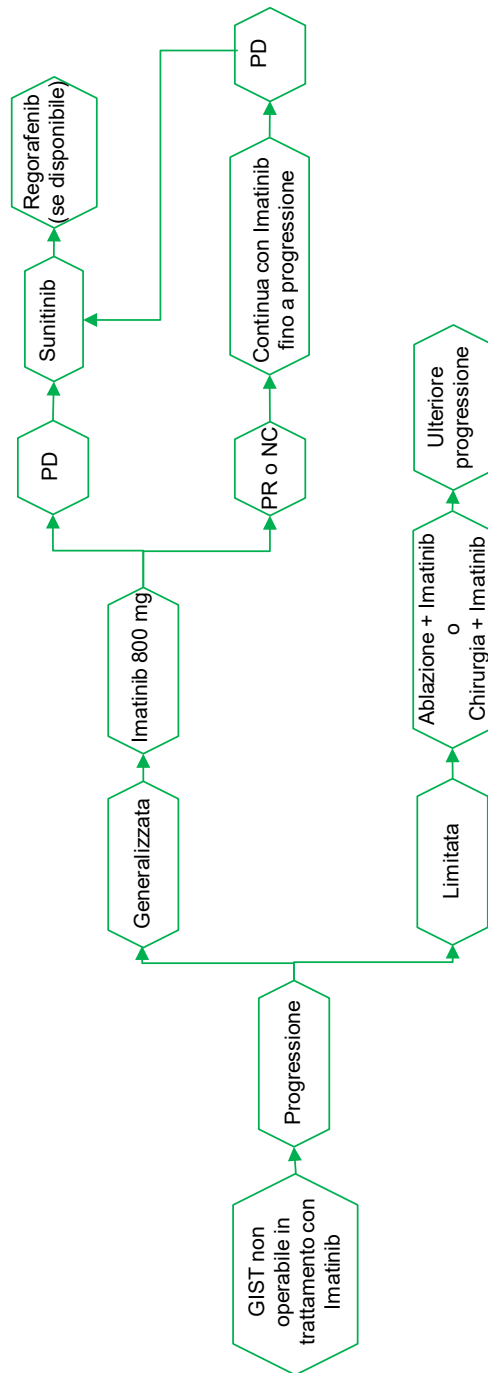 GIST non
operabile in
trattamento con
Imatinib
Progressione
Generalizzata
Imatinib 800 mg
PD
Sunitinib
Regorafenib
(se disponibile)
PR o NC
Continua con Imatinib
fino a progressione
PD
Limitata
Ablazione + Imatinib
o
Chirurgia + Imatinib
Ulteriore
progressione